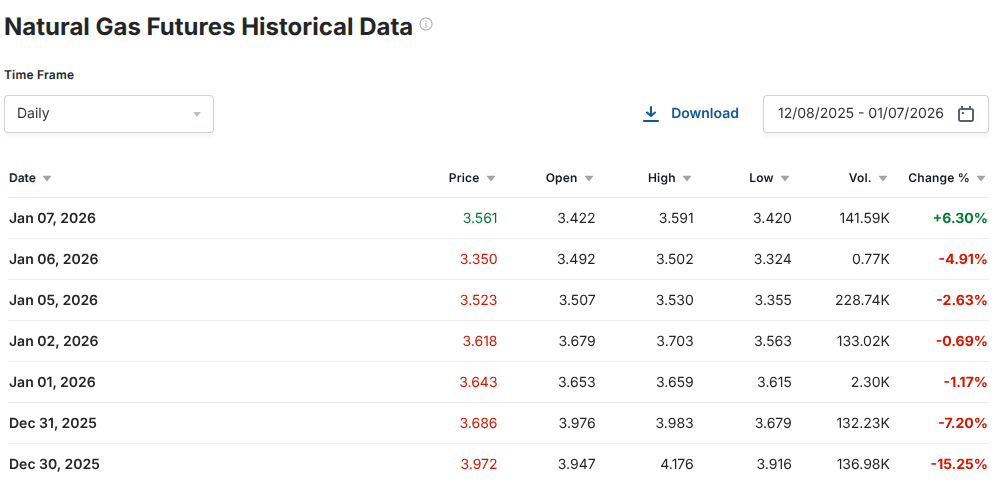 Natural Gas Futures Historical Data
Time Frame
Daily
Download
12/08/2025 - 01/07/2026
Date Price Open High Low Vol. Change %
Jan 07, 2026 3.561 3.422 3.591 3.420 141.59K +6.30%
Jan 06, 2026 3.350 3.492 3.502 3.324 0.77K -4.91%
Jan 05, 2026 3.523 3.507 3.530 3.355 228.74K -2.63%
Jan 02, 2026 3.618 3.679 3.703 3.563 133.02K -0.69%
Jan 01, 2026 3.643 3.653 3.659 3.615 2.30K -1.17%
Dec 31, 2025 3.686 3.976 3.983 3.679 132.23K -7.20%
Dec 30, 2025 3.972 3.947 4.176 3.916 136.98K -15.25%